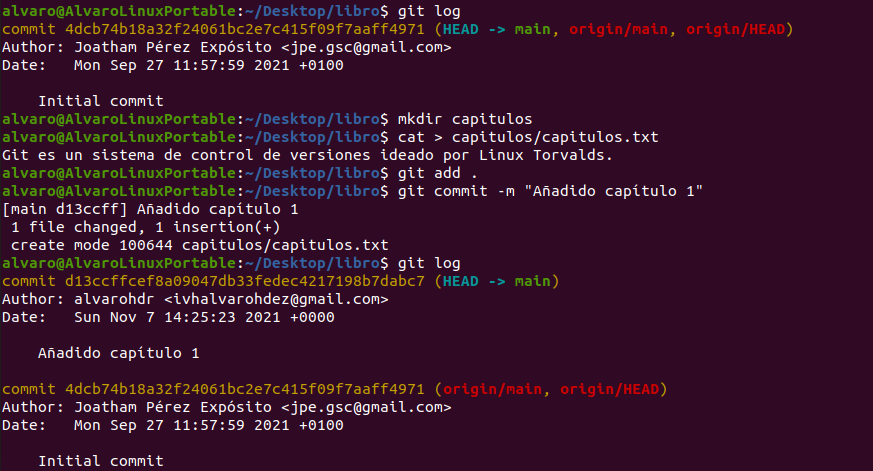 alvaro@AlvaroLinuxPortable:~/Desktop/libro$ git log
commit 4dcb74b18a32f24061bc2e7c415f09f7aaff4971 (HEAD -> main, origin/main, origin/HEAD)
Author: Joatham Pérez Expósito <jpe.gsc@gmail.com>
Date:   Mon Sep 27 11:57:59 2021 +0100

    Initial commit
alvaro@AlvaroLinuxPortable:~/Desktop/libro$ mkdir capitulos
alvaro@AlvaroLinuxPortable:~/Desktop/libro$ cat > capitulos/capitulos.txt
Git es un sistema de control de versiones ideado por Linux Torvalds.
alvaro@AlvaroLinuxPortable:~/Desktop/libro$ git add .
alvaro@AlvaroLinuxPortable:~/Desktop/libro$ git commit -m "Añadido capítulo 1"
[main d13ccff] Añadido capítulo 1
 1 file changed, 1 insertion(+)
 create mode 100644 capitulos/capitulos.txt
alvaro@AlvaroLinuxPortable:~/Desktop/libro$ git log
commit d13ccffcef8a09047db33fedec4217198b7dabc7 (HEAD -> main)
Author: alvarohdr <ivhalvarohdez@gmail.com>
Date:   Sun Nov 7 14:25:23 2021 +0000

    Añadido capítulo 1

commit 4dcb74b18a32f24061bc2e7c415f09f7aaff4971 (origin/main, origin/HEAD)
Author: Joatham Pérez Expósito <jpe.gsc@gmail.com>
Date:   Mon Sep 27 11:57:59 2021 +0100

    Initial commit